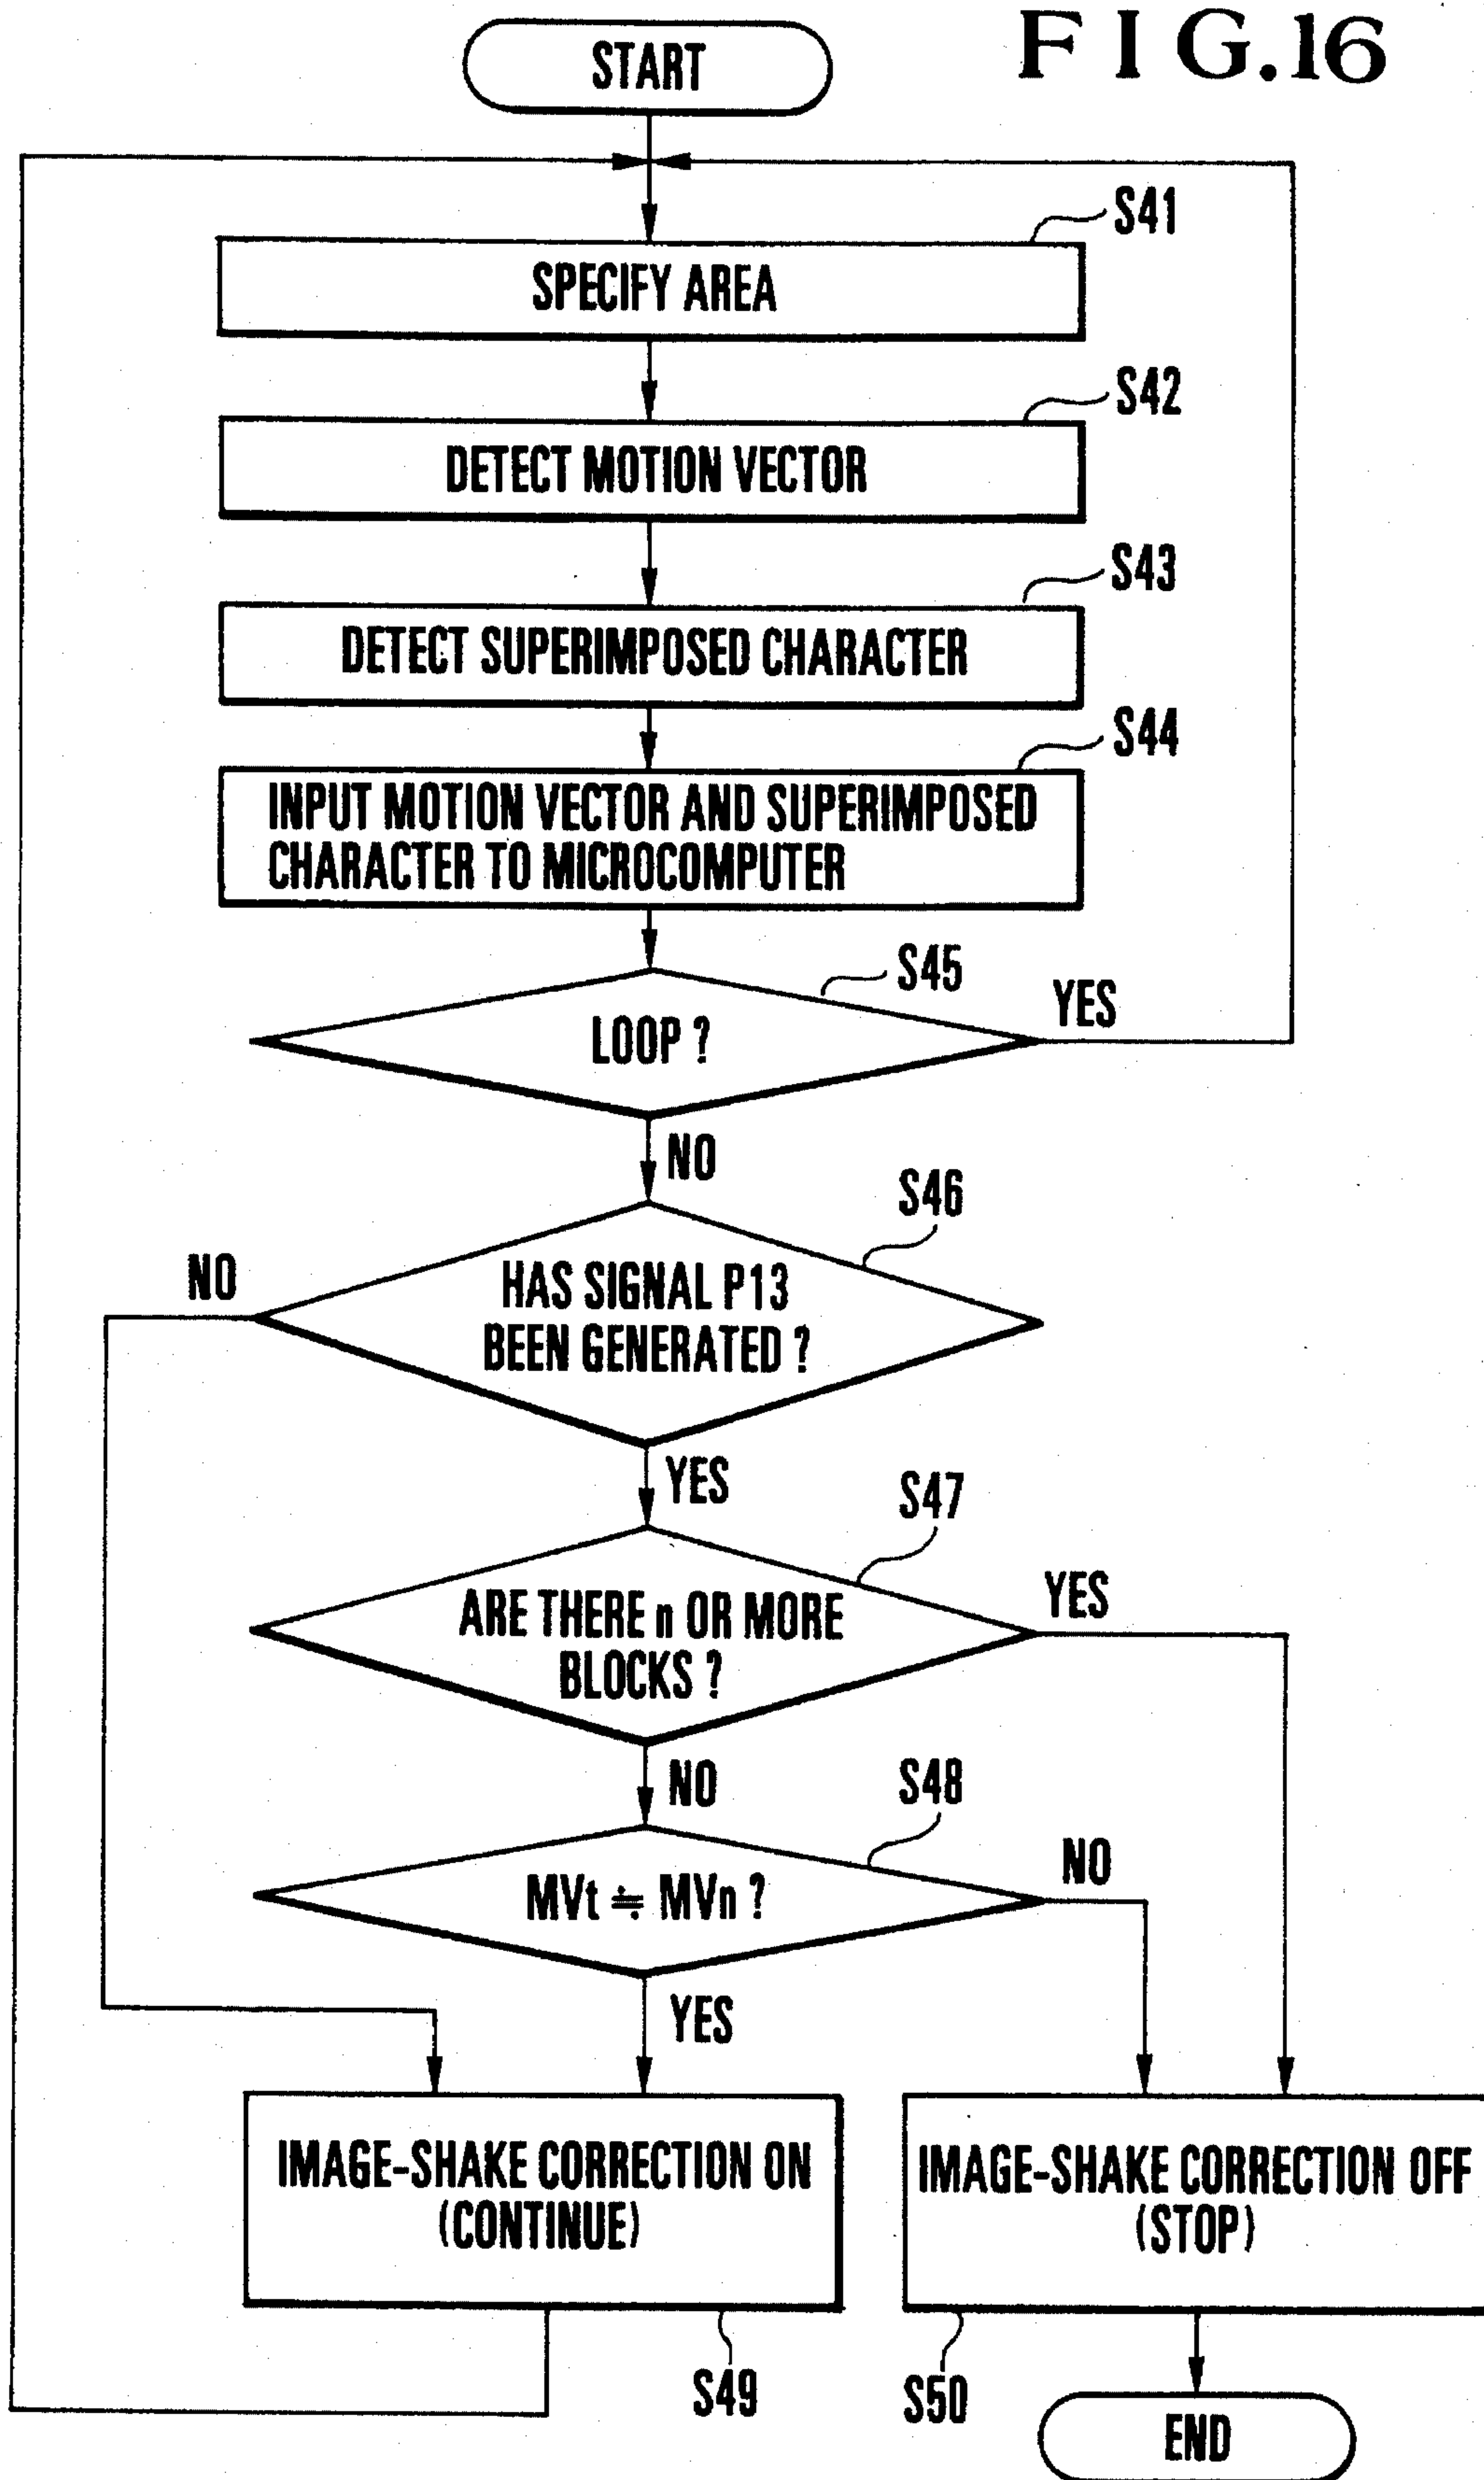 FIG.16
START
S41
SPECIFY AREA
S42
DETECT MOTION VECTOR
S43
DETECT SUPERIMPOSED CHARACTER
S44
INPUT MOTION VECTOR AND SUPERIMPOSED
CHARACTER TO MICROCOMPUTER
S45
LOOP ?
YES
NO
S46
HAS SIGNAL P13
BEEN GENERATED ?
NO
YES
S47
ARE THERE n OR MORE
BLOCKS ?
YES
NO
S48
MVt ≒ MVn ?
NO
YES
IMAGE-SHAKE CORRECTION ON
(CONTINUE)
IMAGE-SHAKE CORRECTION OFF
(STOP)
S49
S50
END